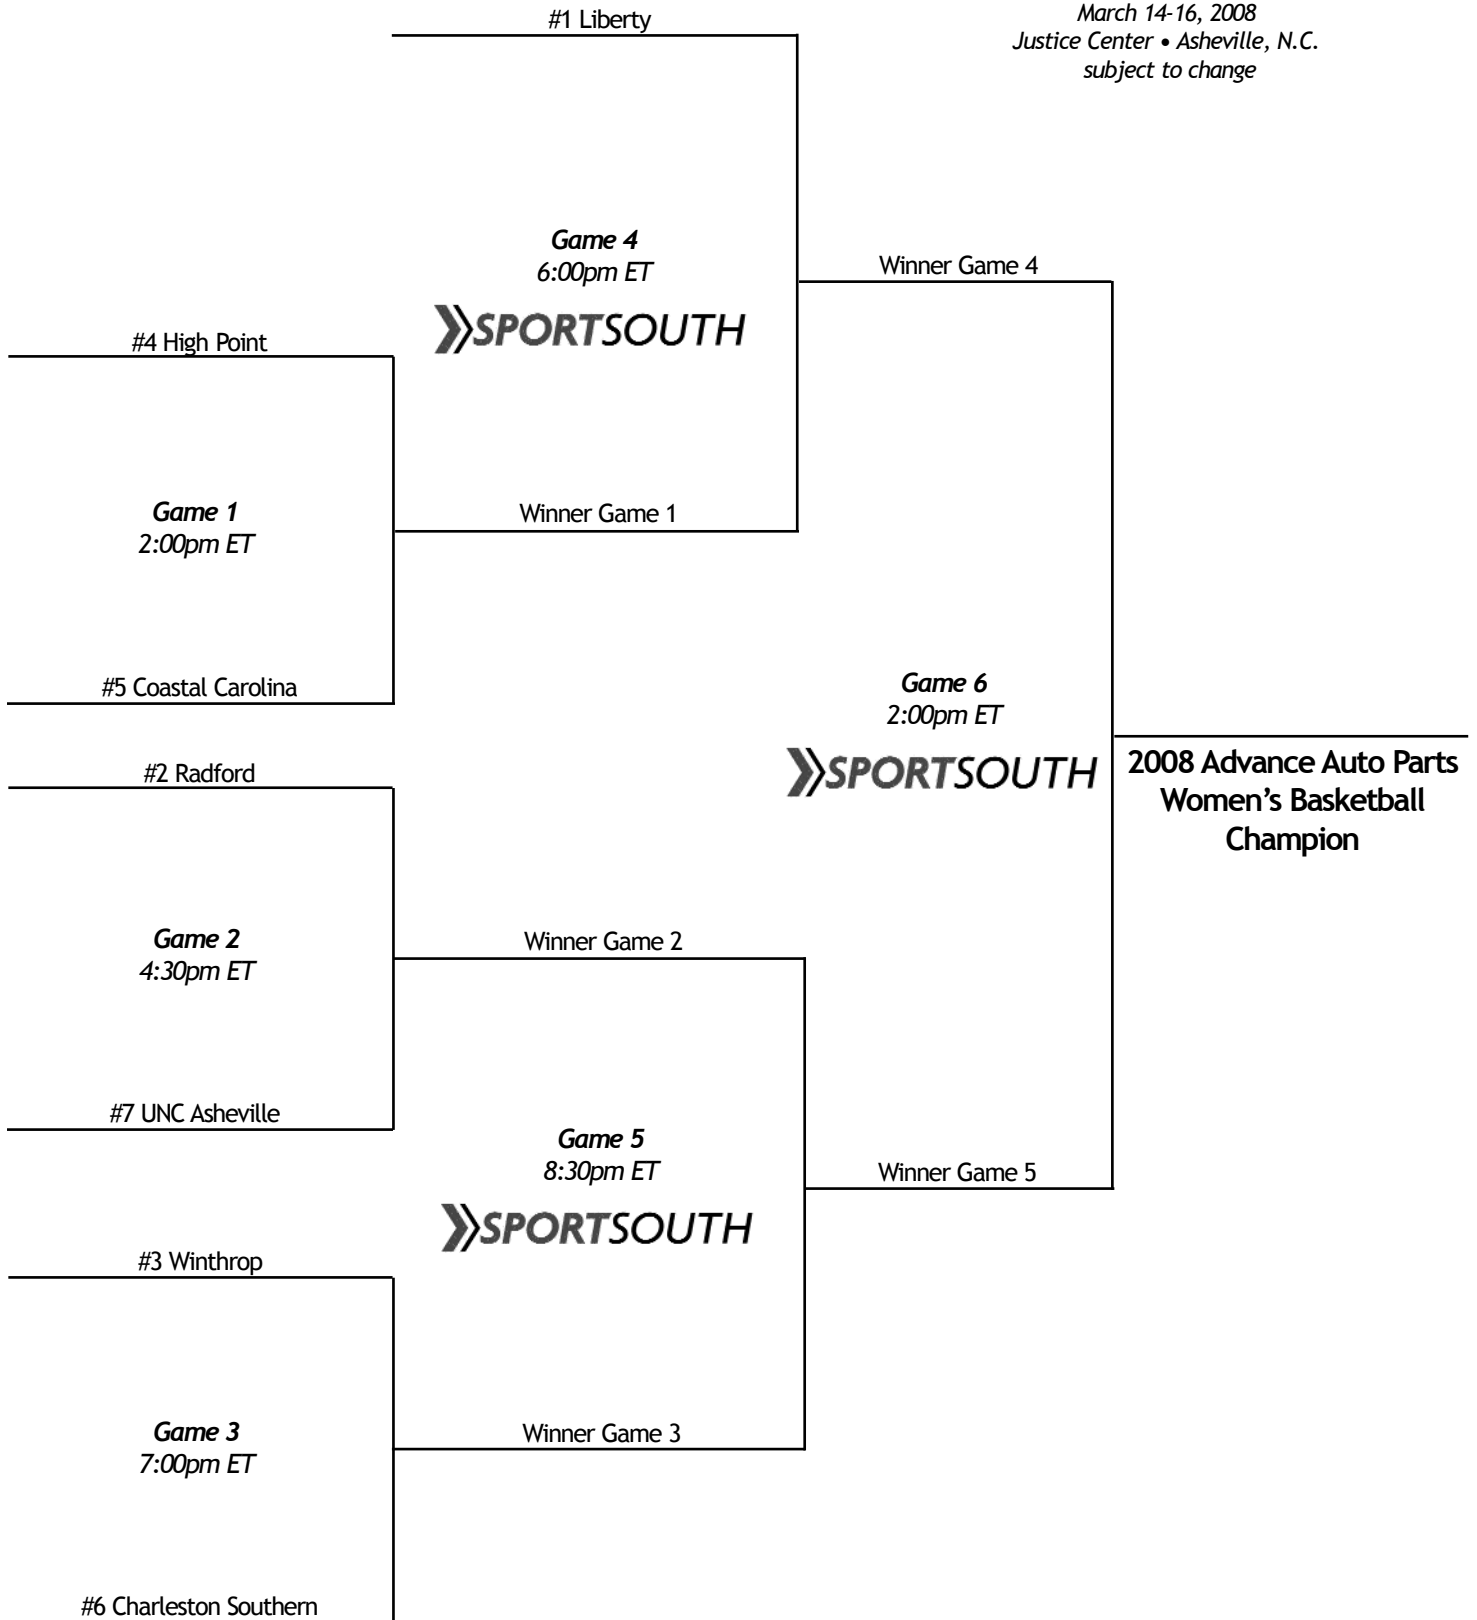 #1 Liberty
March 14-16, 2008
Justice Center • Asheville, N.C.
subject to change
Game 4
6:00pm ET
SPORTSOUTH
Winner Game 4
#4 High Point
Game 1
2:00pm ET
Winner Game 1
#5 Coastal Carolina
Game 6
2:00pm ET
SPORTSOUTH
2008 Advance Auto Parts
Women’s Basketball
Champion
#2 Radford
Game 2
4:30pm ET
Winner Game 2
#7 UNC Asheville
Game 5
8:30pm ET
SPORTSOUTH
Winner Game 5
#3 Winthrop
Game 3
7:00pm ET
Winner Game 3
#6 Charleston Southern